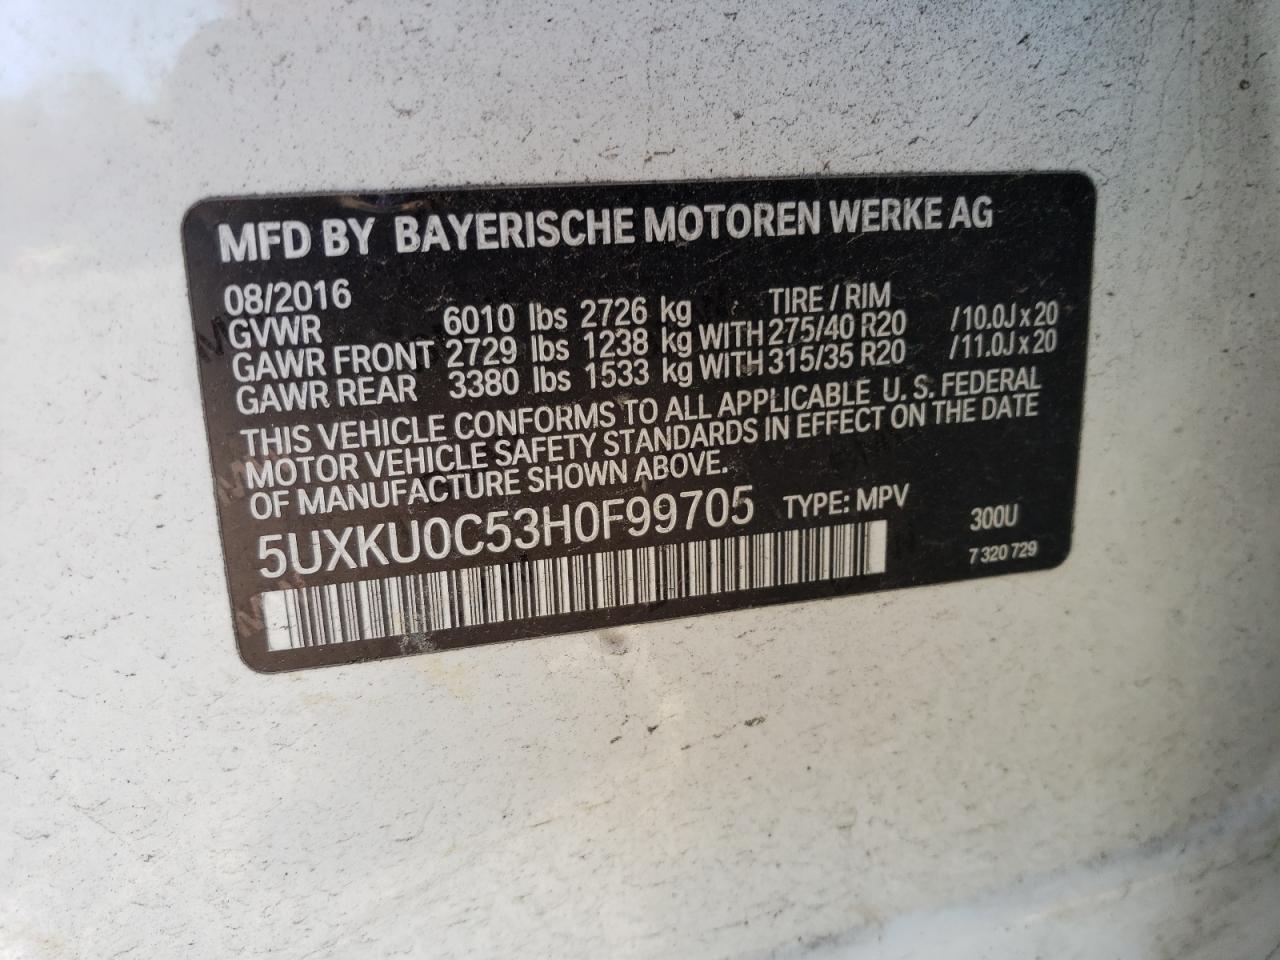 MFD BY BAYERISCHE MOTOREN WERKE AG
08/2016 TIRE / RIM
GVWR 6010 lbs 2726 kg
GAWR FRONT 2729 lbs 1238 kg WITH 275/40 R20 /10.0J x 20
GAWR REAR 3380 lbs 1533 kg WITH 315/35 R20 /11.0J x 20
THIS VEHICLE CONFORMS TO ALL APPLICABLE U. S. FEDERAL
MOTOR VEHICLE SAFETY STANDARDS IN EFFECT ON THE DATE
OF MANUFACTURE SHOWN ABOVE.
5UXKU0C53H0F99705 TYPE: MPV 300U
7 320 729